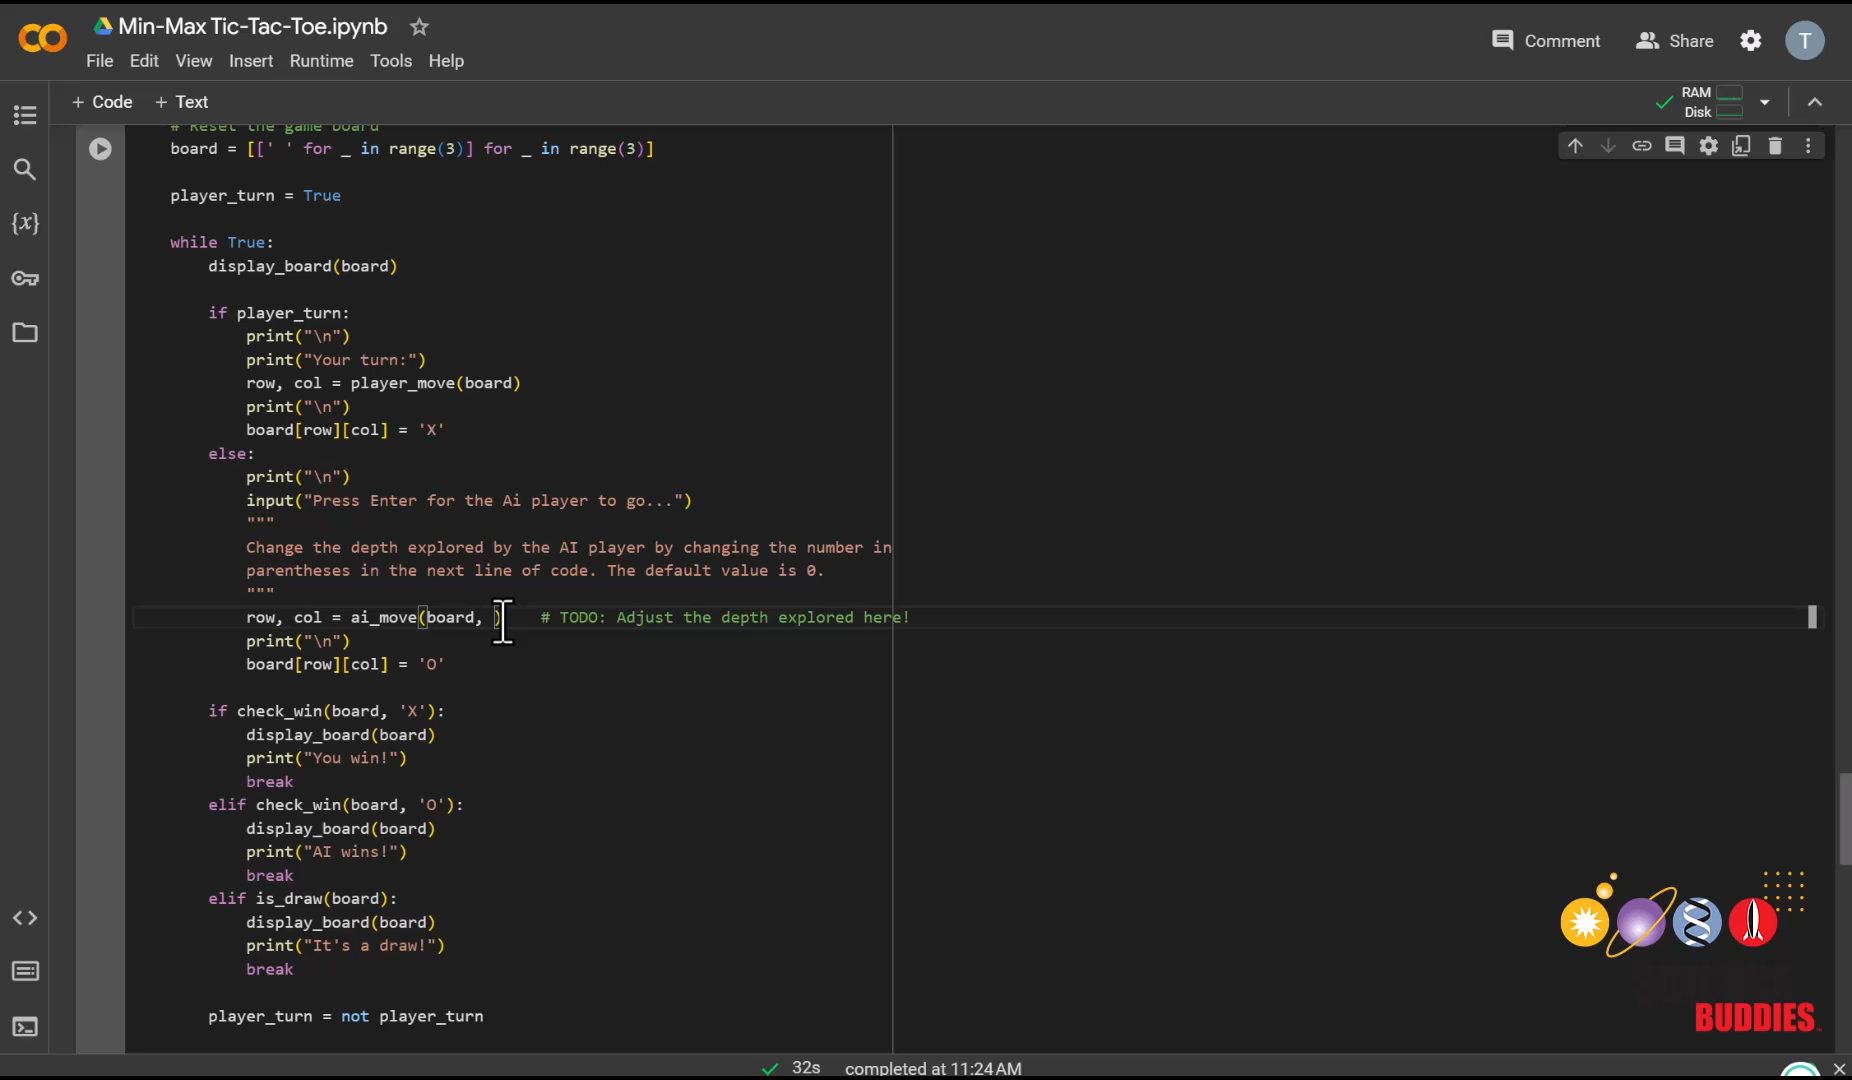 Min-Max Tic-Tac-Toe.ipynb
Comment
Share
T
File Edit View Insert Runtime Tools Help
+ Code + Text
RAM
Disk
# Reset the game board
board = [[' ' for _ in range(3)] for _ in range(3)]
player_turn = True
while True:
display_board(board)
if player_turn:
print("\n")
print("Your turn:")
row, col = player_move(board)
print("\n")
board[row][col] = 'X'
else:
print("\n")
input("Press Enter for the Ai player to go...")
"""
Change the depth explored by the AI player by changing the number in
parentheses in the next line of code. The default value is 0.
"""
row, col = ai_move(board, ) # TODO: Adjust the depth explored here!
print("\n")
board[row][col] = 'O'
if check_win(board, 'X'):
display_board(board)
print("You win!")
break
elif check_win(board, 'O'):
display_board(board)
print("AI wins!")
break
elif is_draw(board):
display_board(board)
print("It's a draw!")
break
player_turn = not player_turn
BUDDIES
32s completed at 11:24 AM